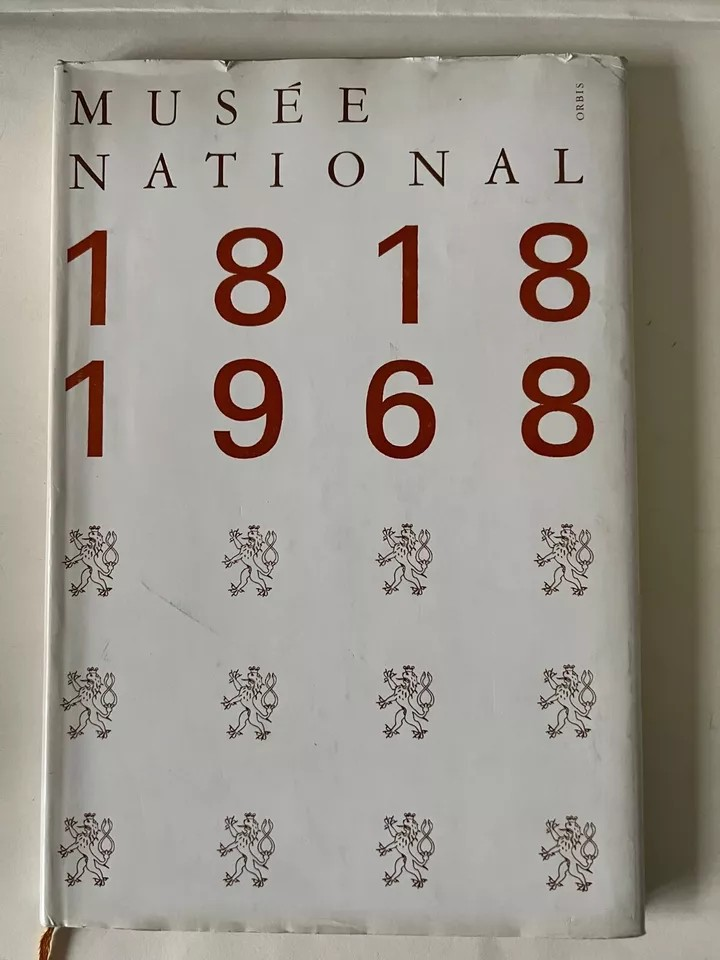 MUSÉE
NATIONAL
1818
1968
ORBIS